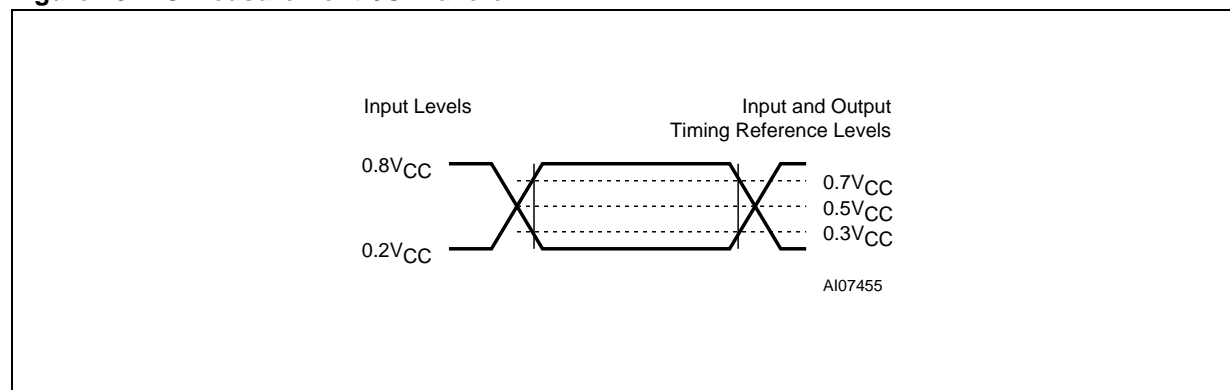 Input Levels
Input and Output
Timing Reference Levels
0.8VCC
0.7VCC
0.5VCC
0.3VCC
0.2VCC
AI07455